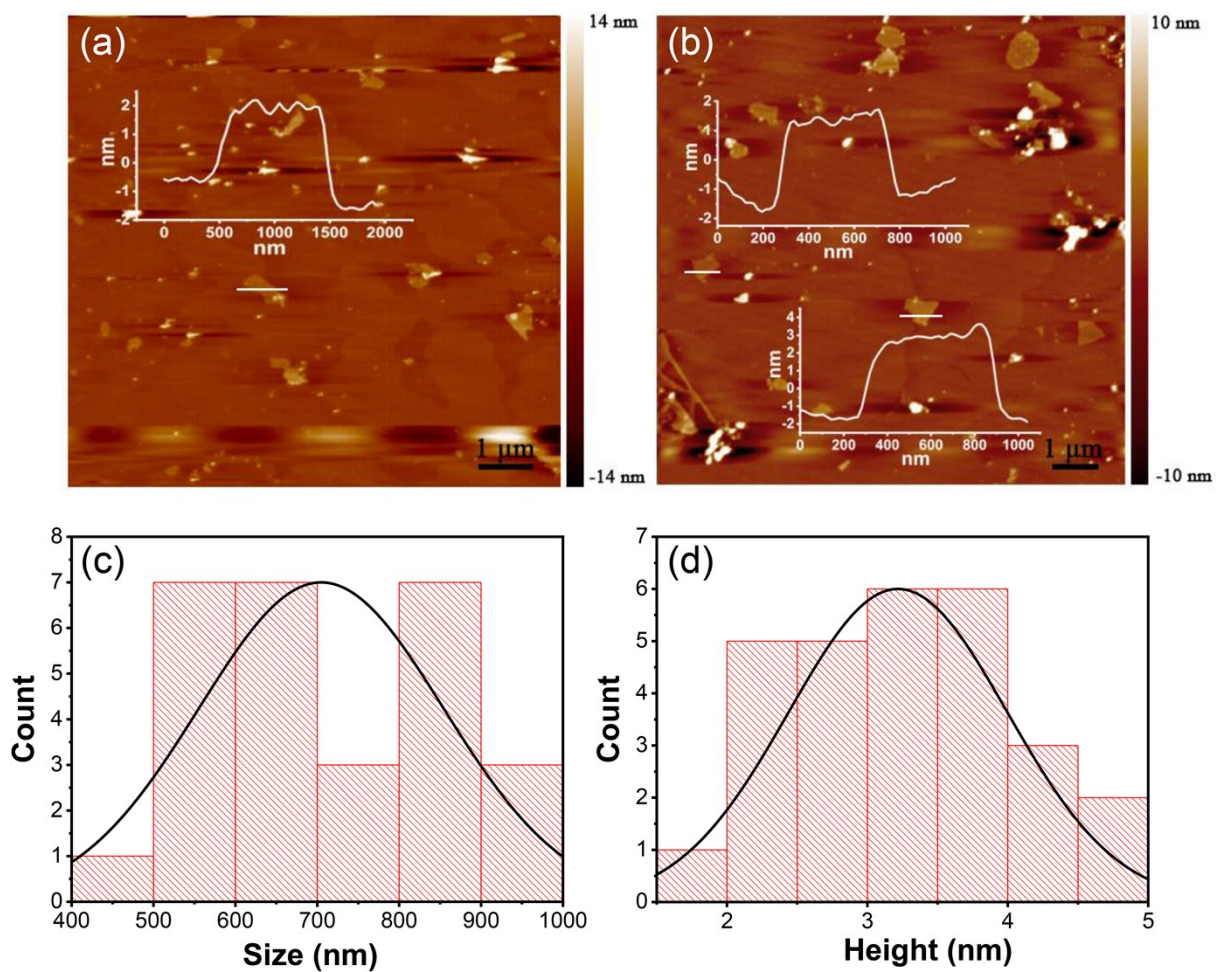 (a)
14 nm
2
1
0
-1
-2
nm
0 500 1000 1500 2000
nm
1 µm
-14 nm
(b)
10 nm
2
1
0
-1
-2
nm
0 200 400 600 800 1000
nm
4
3
2
1
0
-1
-2
nm
0 200 400 600 800 1000
nm
1 µm
-10 nm
(c)
8
7
6
5
4
3
2
1
0
Count
400 500 600 700 800 900 1000
Size (nm)
(d)
7
6
5
4
3
2
1
0
Count
2 3 4 5
Height (nm)